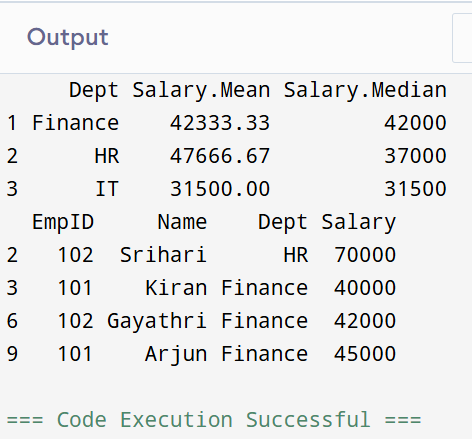 Output
Dept Salary.Mean Salary.Median
1 Finance 42333.33 42000
2 HR 47666.67 37000
3 IT 31500.00 31500
EmpID Name Dept Salary
2 102 Srihari HR 70000
3 101 Kiran Finance 40000
6 102 Gayathri Finance 42000
9 101 Arjun Finance 45000
=== Code Execution Successful ===